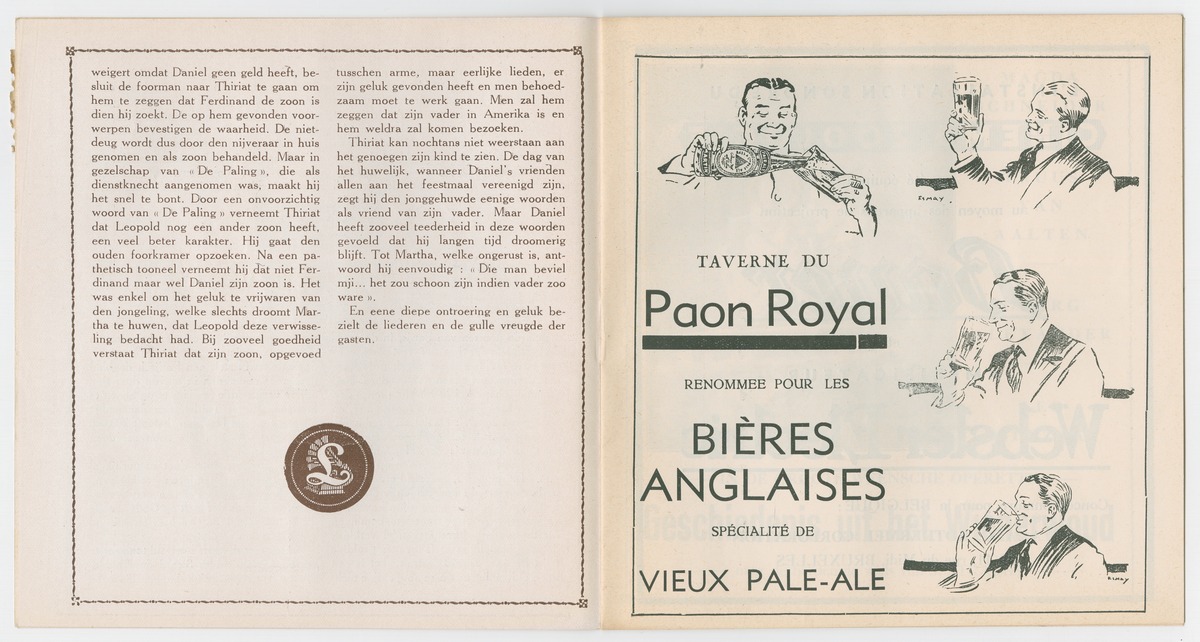 weigert omdat Daniel geen geld heeft, be-
sluit de foorman naar Thiriat te gaan om
hem te zeggen dat Ferdinand de zoon is
dien hij zoekt. De op hem gevonden voor-
werpen bevestigen de waarheid. De niet-
deug wordt dus door den nijveraar in huis
genomen en als zoon behandeld. Maar in
gezelschap van « De Paling », die als
dienstknecht aangenomen was, maakt hij
het snel te bont. Door een onvoorzichtig
woord van « De Paling » verneemt Thiriat
dat Leopold nog een ander zoon heeft,
een veel beter karakter. Hij gaat den
ouden foorkramer opzoeken. Na een pa-
thetisch tooneel verneemt hij dat niet Fer-
dinand maar wel Daniel zijn zoon is. Het
was enkel om het geluk te vrijwaren van
den jongeling, welke slechts droomt Mar-
tha te huwen, dat Leopold deze verwisse-
ling bedacht had. Bij zooveel goedheid
verstaat Thiriat dat zijn zoon, opgevoed
tusschen arme, maar eerlijke lieden, er
zijn geluk gevonden heeft en men behoed-
zaam moet te werk gaan. Men zal hem
zeggen dat zijn vader in Amerika is en
hem weldra zal komen bezoeken.
Thiriat kan nochtans niet weerstaan aan
het genoegen zijn kind te zien. De dag van
het huwelijk, wanneer Daniel's vrienden
allen aan het feestmaal vereenigd zijn,
zegt hij den jonggehuwde eenige woorden
als vriend van zijn vader. Maar Daniel
heeft zooveel teederheid in deze woorden
gevoeld dat hij langen tijd droomerig
blijft. Tot Martha, welke ongerust is, ant-
woord hij eenvoudig : « Die man beviel
mji... het zou schoon zijn indien vader zoo
ware ».
En eene diepe ontroering en geluk be-
zielt de liederen en de gulle vreugde der
gasten.
L
ELMAY.
TAVERNE DU
Paon Royal
RENOMMEE POUR LES
BIÈRES
ANGLAISES
SPÉCIALITÉ DE
VIEUX PALE-ALE
ELMAY